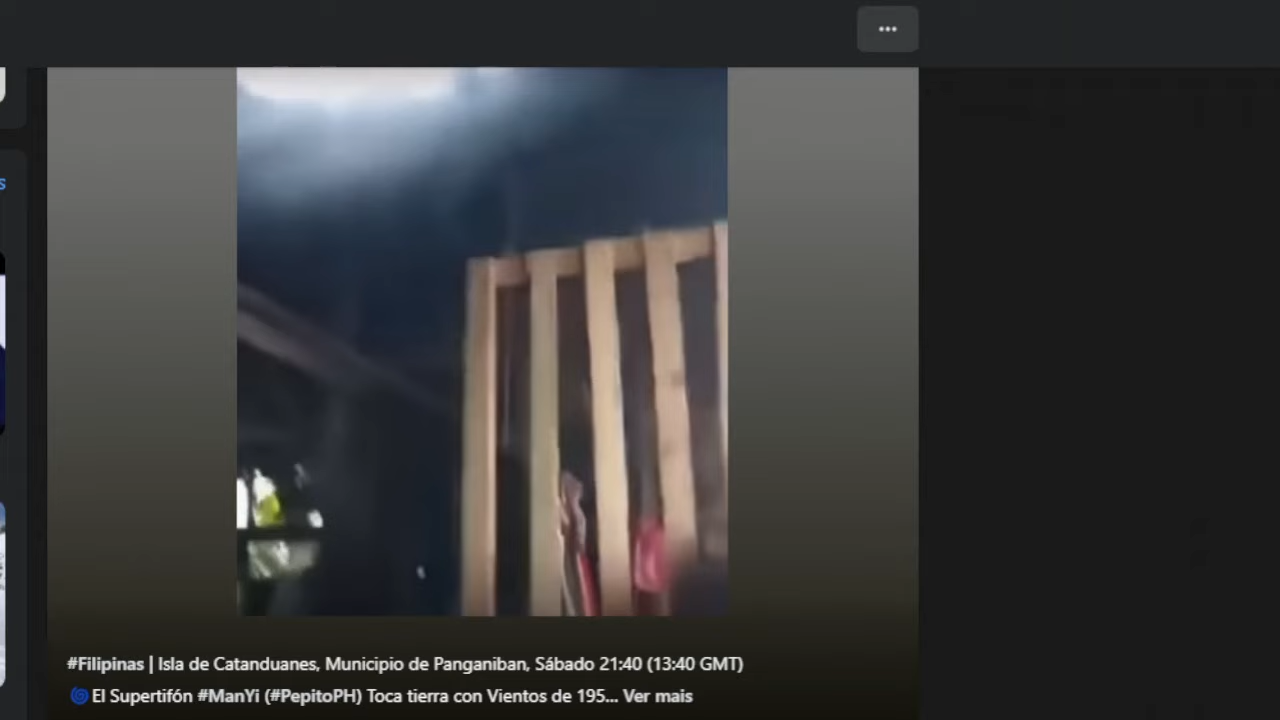 s
#Filipinas | Isla de Catanduanes, Municipio de Panganiban, Sábado 21:40 (13:40 GMT)
🌀El Supertifón #ManYi (#PepitoPH) Toca tierra con Vientos de 195... Ver mais